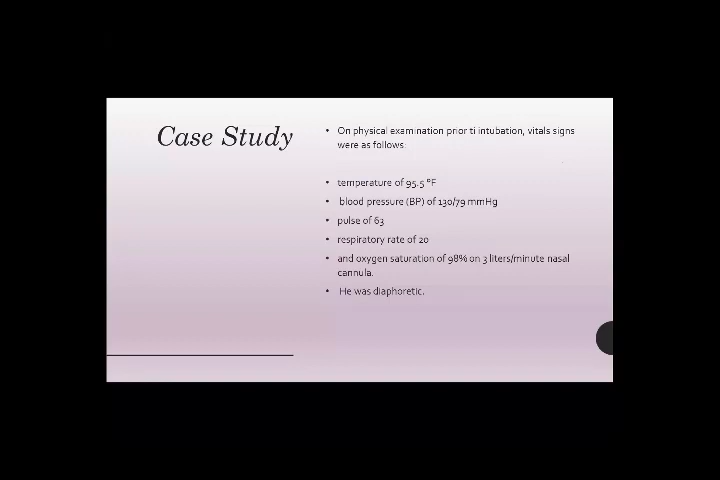 Case Study
• On physical examination prior ti intubation, vitals signs
were as follows:
• temperature of 95.5 °F
• blood pressure (BP) of 130/79 mmHg
• pulse of 63
• respiratory rate of 20
• and oxygen saturation of 98% on 3 liters/minute nasal
cannula.
• He was diaphoretic.